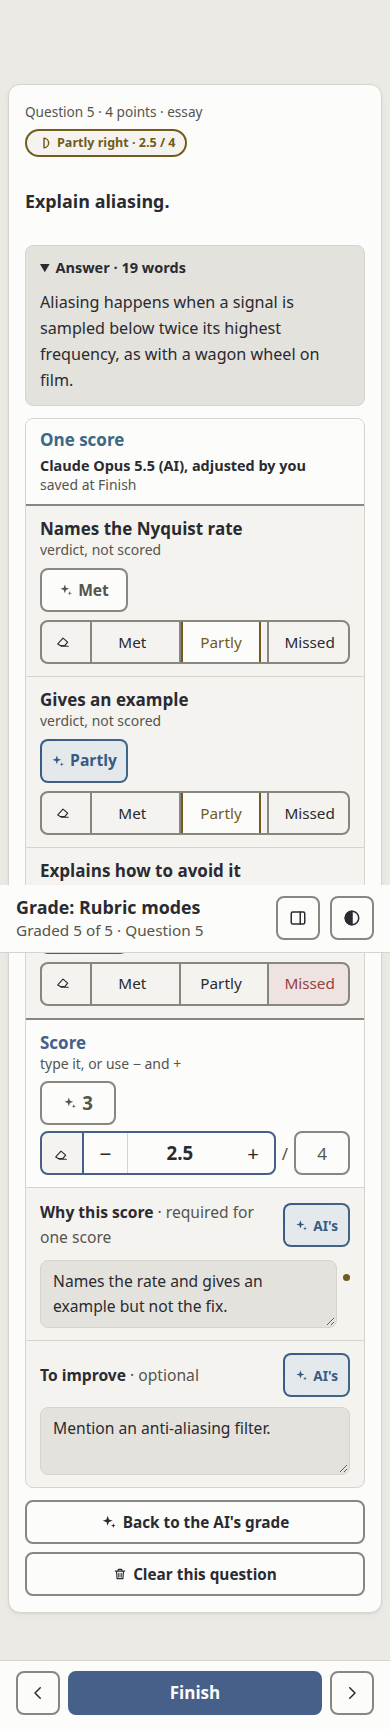 Question 5 · 4 points · essay
Partly right · 2.5 / 4
Explain aliasing.
Answer · 19 words
Aliasing happens when a signal is
sampled below twice its highest
frequency, as with a wagon wheel on
film.
One score
Claude Opus 5.5 (AI), adjusted by you
saved at Finish
Names the Nyquist rate
verdict, not scored
Met
Met Partly Missed
Gives an example
verdict, not scored
Partly
Met Partly Missed
Explains how to avoid it
Grade: Rubric modes
Graded 5 of 5 · Question 5
Met Partly Missed
Score
type it, or use − and +
3
− 2.5 + / 4
Why this score · required for
one score
AI's
Names the rate and gives an
example but not the fix.
To improve · optional
AI's
Mention an anti-aliasing filter.
Back to the AI's grade
Clear this question
Finish